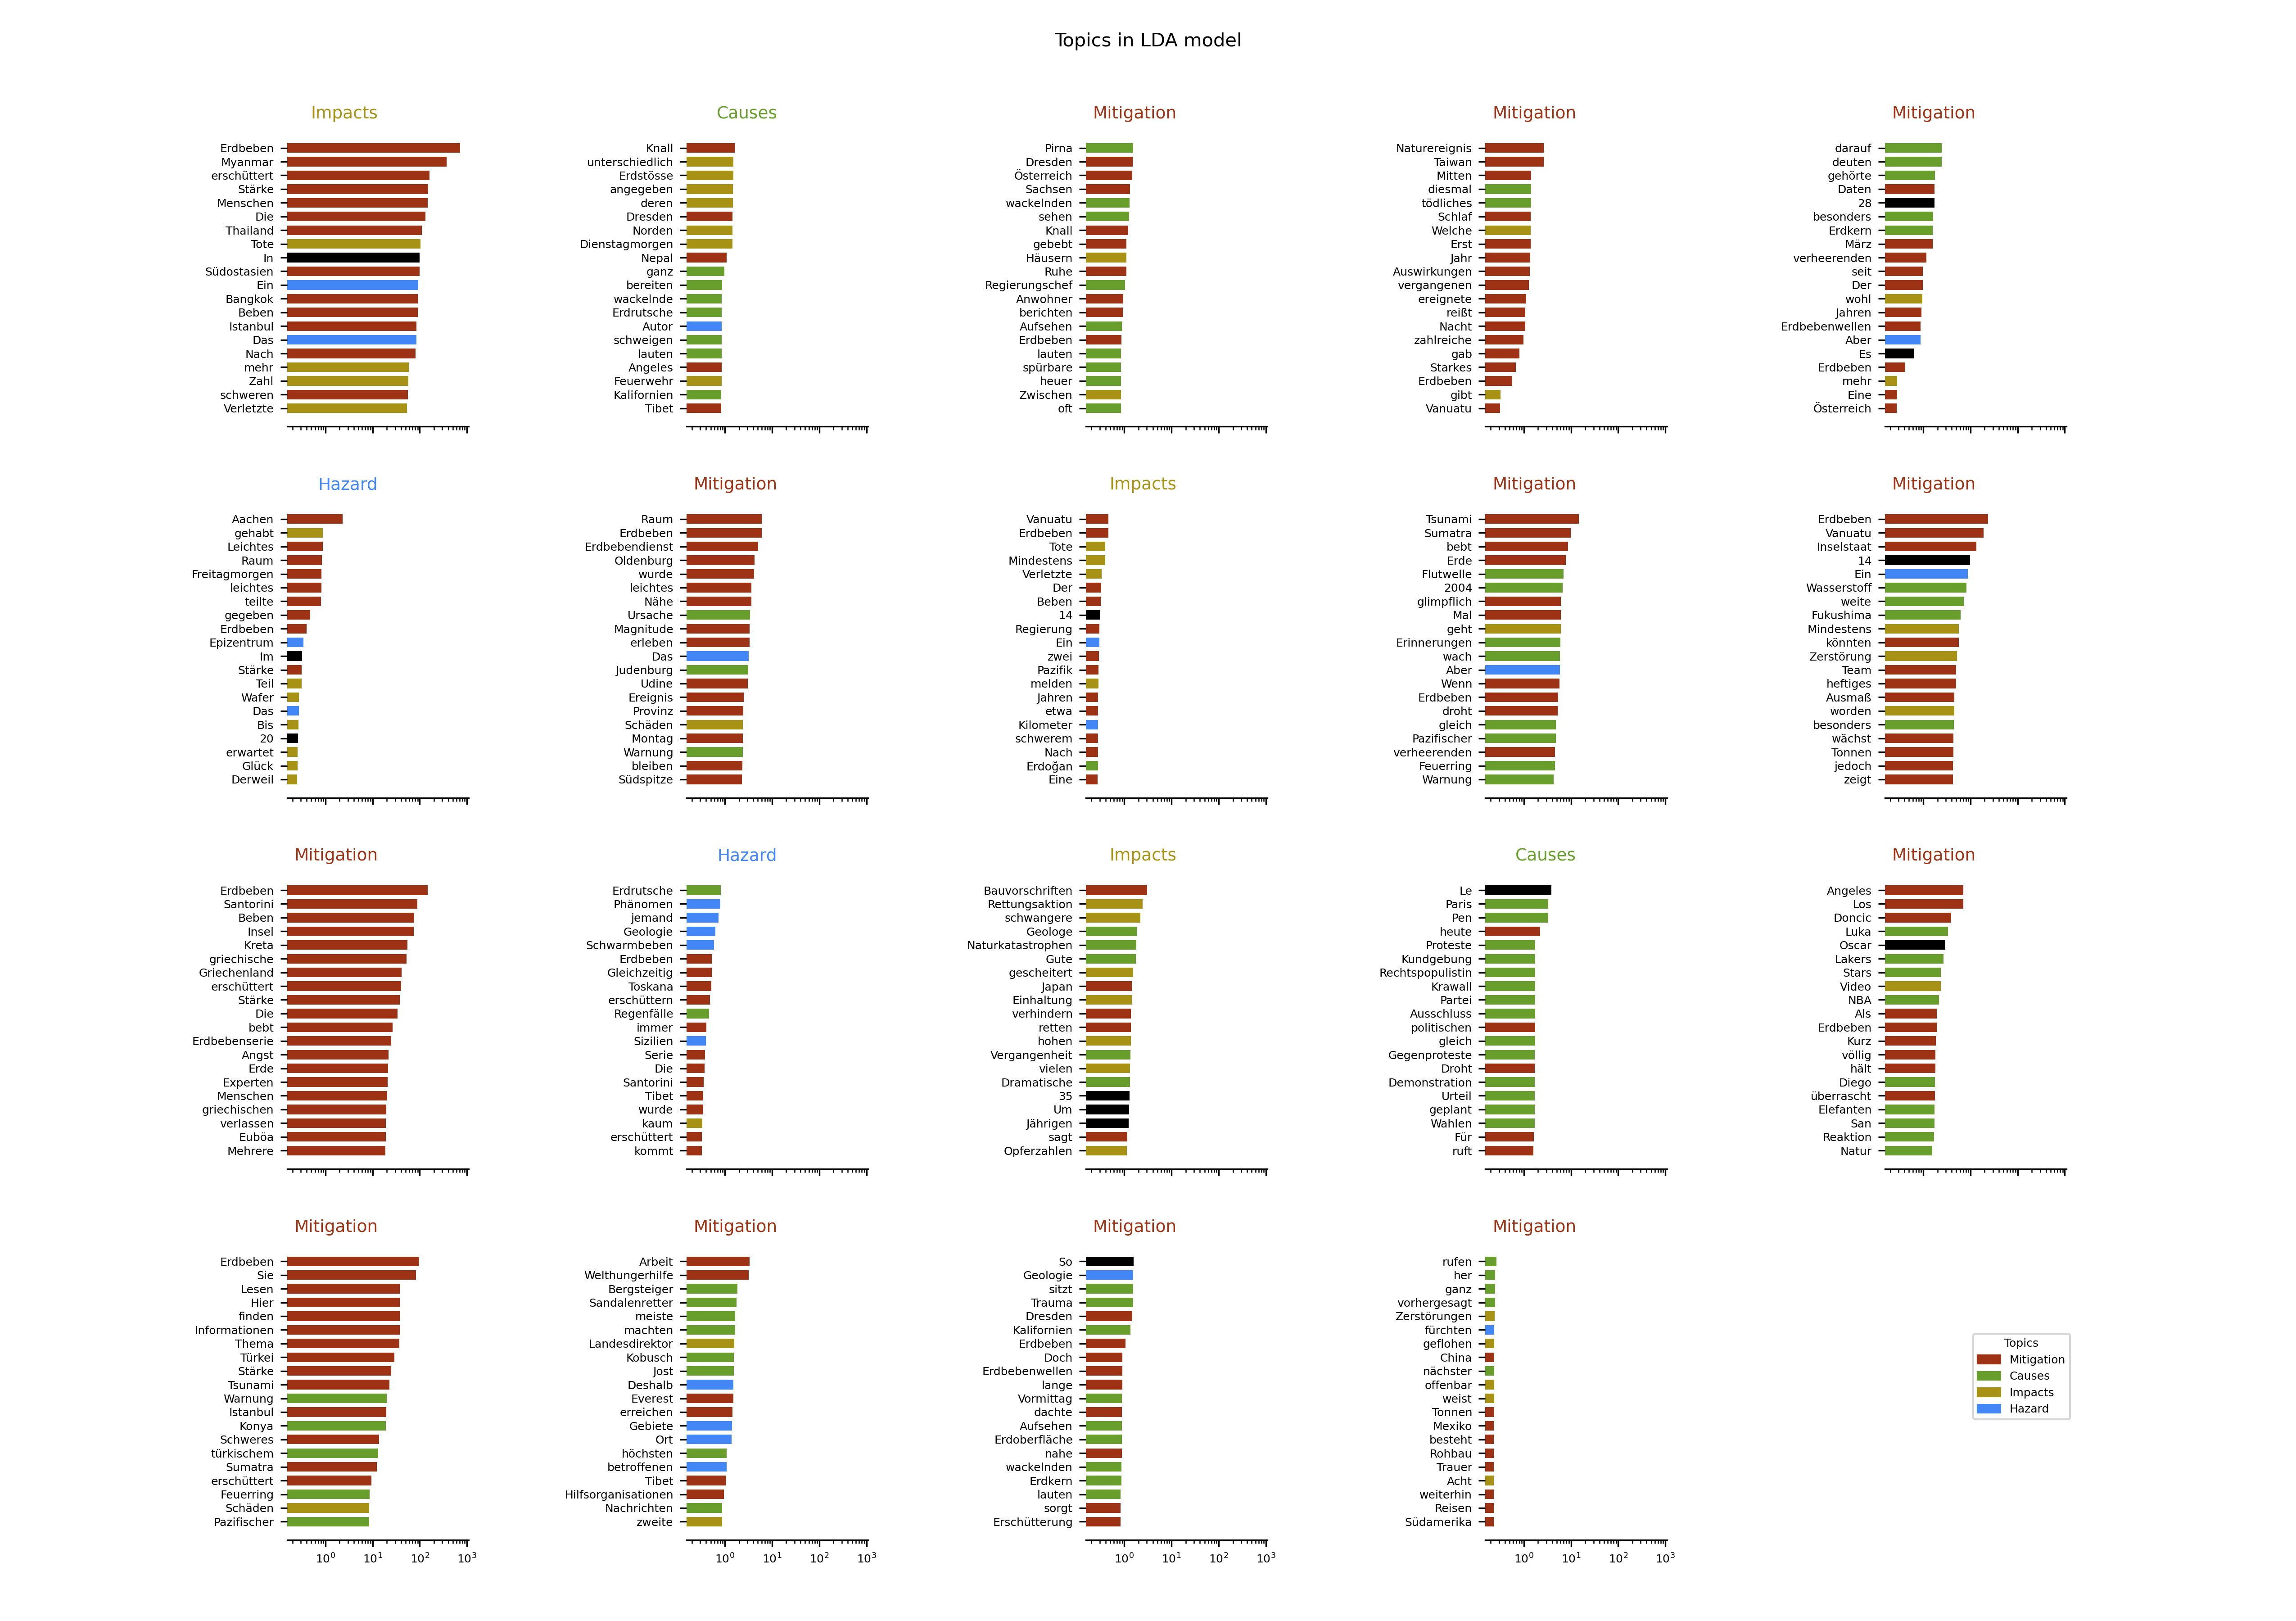 Topics in LDA model
Impacts
Erdbeben
Myanmar
erschüttert
Stärke
Menschen
Die
Thailand
Tote
In
Südostasien
Ein
Bangkok
Beben
Istanbul
Das
Nach
mehr
Zahl
schweren
Verletzte
Causes
Knall
unterschiedlich
Erdstösse
angegeben
deren
Dresden
Norden
Dienstagmorgen
Nepal
ganz
bereiten
wackelnde
Erdrutsche
Autor
schweigen
lauten
Angeles
Feuerwehr
Kalifornien
Tibet
Mitigation
Pirna
Dresden
Österreich
Sachsen
wackelnden
sehen
Knall
gebebt
Häusern
Ruhe
Regierungschef
Anwohner
berichten
Aufsehen
Erdbeben
lauten
spürbare
heuer
Zwischen
oft
Mitigation
Naturereignis
Taiwan
Mitten
diesmal
tödliches
Schlaf
Welche
Erst
Jahr
Auswirkungen
vergangenen
ereignete
reißt
Nacht
zahlreiche
gab
Starkes
Erdbeben
gibt
Vanuatu
Mitigation
darauf
deuten
gehörte
Daten
28
besonders
Erdkern
März
verheerenden
seit
Der
wohl
Jahren
Erdbebenwellen
Aber
Es
Erdbeben
mehr
Eine
Österreich
Hazard
Aachen
gehabt
Leichtes
Raum
Freitagmorgen
leichtes
teilte
gegeben
Erdbeben
Epizentrum
Im
Stärke
Teil
Wafer
Das
Bis
20
erwartet
Glück
Derweil
Mitigation
Raum
Erdbeben
Erdbebendienst
Oldenburg
wurde
leichtes
Nähe
Ursache
Magnitude
erleben
Das
Judenburg
Udine
Ereignis
Provinz
Schäden
Montag
Warnung
bleiben
Südspitze
Impacts
Vanuatu
Erdbeben
Tote
Mindestens
Verletzte
Der
Beben
14
Regierung
Ein
zwei
Pazifik
melden
Jahren
etwa
Kilometer
schwerem
Nach
Erdoğan
Eine
Mitigation
Tsunami
Sumatra
bebt
Erde
Flutwelle
2004
glimpflich
Mal
geht
Erinnerungen
wach
Aber
Wenn
Erdbeben
droht
gleich
Pazifischer
verheerenden
Feuerring
Warnung
Mitigation
Erdbeben
Vanuatu
Inselstaat
14
Ein
Wasserstoff
weite
Fukushima
Mindestens
könnten
Zerstörung
Team
heftiges
Ausmaß
worden
besonders
wächst
Tonnen
jedoch
zeigt
Mitigation
Erdbeben
Santorini
Beben
Insel
Kreta
griechische
Griechenland
erschüttert
Stärke
Die
bebt
Erdbebenserie
Angst
Erde
Experten
Menschen
griechischen
verlassen
Euböa
Mehrere
Hazard
Erdrutsche
Phänomen
jemand
Geologie
Schwarmbeben
Erdbeben
Gleichzeitig
Toskana
erschüttern
Regenfälle
immer
Sizilien
Serie
Die
Santorini
Tibet
wurde
kaum
erschüttert
kommt
Impacts
Bauvorschriften
Rettungsaktion
schwangere
Geologe
Naturkatastrophen
Gute
gescheitert
Japan
Einhaltung
verhindern
retten
hohen
Vergangenheit
vielen
Dramatische
35
Um
Jährigen
sagt
Opferzahlen
Causes
Le
Paris
Pen
heute
Proteste
Kundgebung
Rechtspopulistin
Krawall
Partei
Ausschluss
politischen
gleich
Gegenproteste
Droht
Demonstration
Urteil
geplant
Wahlen
Für
ruft
Mitigation
Angeles
Los
Doncic
Luka
Oscar
Lakers
Stars
Video
NBA
Als
Erdbeben
Kurz
völlig
hält
Diego
überrascht
Elefanten
San
Reaktion
Natur
Mitigation
Erdbeben
Sie
Lesen
Hier
finden
Informationen
Thema
Türkei
Stärke
Tsunami
Warnung
Istanbul
Konya
Schweres
türkischem
Sumatra
erschüttert
Feuerring
Schäden
Pazifischer
10⁰ 10¹ 10² 10³
Mitigation
Arbeit
Welthungerhilfe
Bergsteiger
Sandalenretter
meiste
machten
Landesdirektor
Kobusch
Jost
Deshalb
Everest
erreichen
Gebiete
Ort
höchsten
betroffenen
Tibet
Hilfsorganisationen
Nachrichten
zweite
10⁰ 10¹ 10² 10³
Mitigation
So
Geologie
sitzt
Trauma
Dresden
Kalifornien
Erdbeben
Doch
Erdbebenwellen
lange
Vormittag
dachte
Aufsehen
Erdoberfläche
nahe
wackelnden
Erdkern
lauten
sorgt
Erschütterung
10⁰ 10¹ 10² 10³
Mitigation
rufen
her
ganz
vorhergesagt
Zerstörungen
fürchten
geflohen
China
nächster
offenbar
weist
Tonnen
Mexiko
besteht
Rohbau
Trauer
Acht
weiterhin
Reisen
Südamerika
10⁰ 10¹ 10² 10³
Topics
Mitigation
Causes
Impacts
Hazard